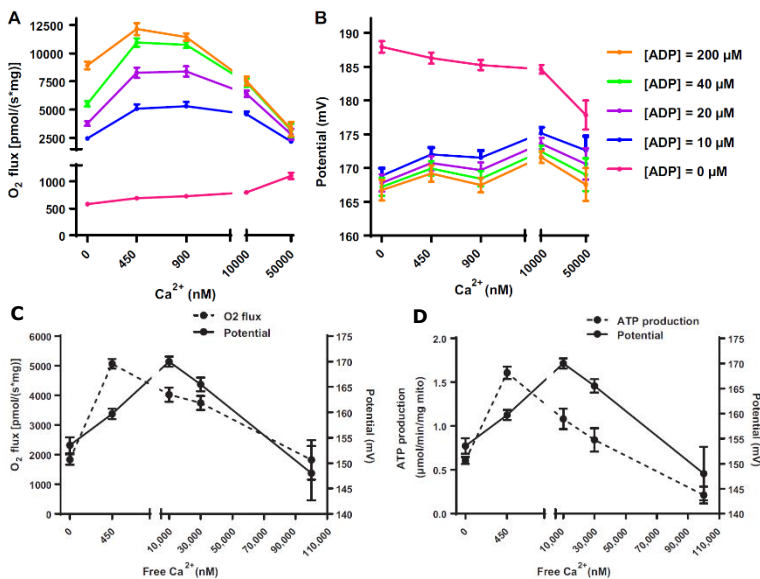 A
O2 flux [pmol/(s*mg)]
12500
10000
7500
5000
2500
1000
500
0
0
450
900
10000
50000
Ca2+ (nM)
B
Potential (mV)
190
185
180
175
170
165
160
0
450
900
10000
50000
Ca2+ (nM)
[ADP] = 200 µM
[ADP] = 40 µM
[ADP] = 20 µM
[ADP] = 10 µM
[ADP] = 0 µM
C
O2 flux
Potential
O2 flux [pmol/(s*mg)]
6000
5000
4000
3000
2000
1000
0
170
165
160
155
150
145
140
Potential (mV)
0
450
10,000
30,000
50,000
70,000
90,000
110,000
Free Ca2+ (nM)
D
ATP production
Potential
ATP production
(µmol/min/mg mito)
2.0
1.5
1.0
0.5
0.0
170
165
160
155
150
145
140
Potential (mV)
0
450
10,000
30,000
50,000
70,000
90,000
110,000
Free Ca2+ (nM)